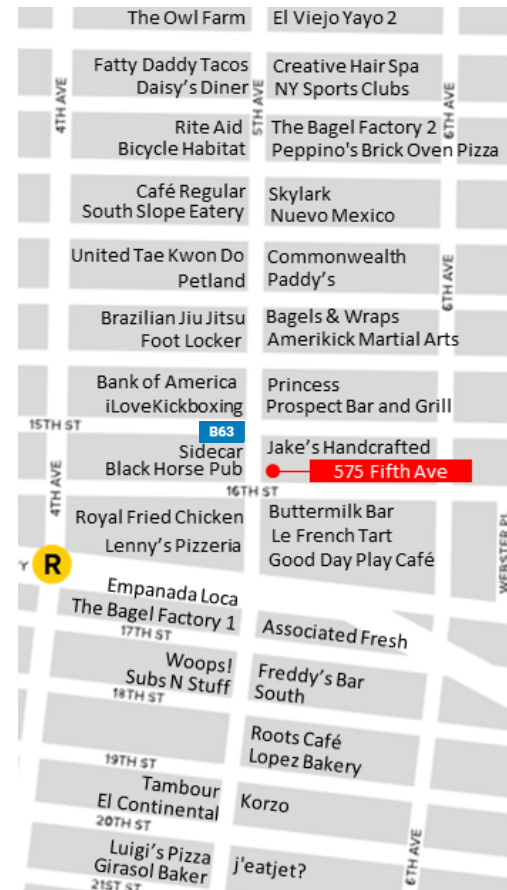 The Owl Farm
El Viejo Yayo 2
Fatty Daddy Tacos
Daisy's Diner
Creative Hair Spa
NY Sports Clubs
4TH AVE
5TH AVE
6TH AVE
Rite Aid
Bicycle Habitat
The Bagel Factory 2
Peppino's Brick Oven Pizza
Café Regular
South Slope Eatery
Skylark
Nuevo Mexico
United Tae Kwon Do
Petland
Commonwealth
Paddy's
6TH AVE
Brazilian Jiu Jitsu
Foot Locker
Bagels & Wraps
Amerikick Martial Arts
Bank of America
iLoveKickboxing
Princess
Prospect Bar and Grill
15TH ST
B63
Sidecar
Black Horse Pub
Jake's Handcrafted
575 Fifth Ave
4TH AVE
16TH ST
Royal Fried Chicken
Lenny's Pizzeria
Buttermilk Bar
Le French Tart
Good Day Play Café
WEBSTER PL
Y
R
Empanada Loca
The Bagel Factory 1
17TH ST
Associated Fresh
Woops!
Subs N Stuff
18TH ST
Freddy's Bar
South
Roots Café
Lopez Bakery
19TH ST
Tambour
El Continental
Korzo
20TH ST
Luigi's Pizza
Girasol Baker
j'eatjet?
6TH AVE
21ST ST